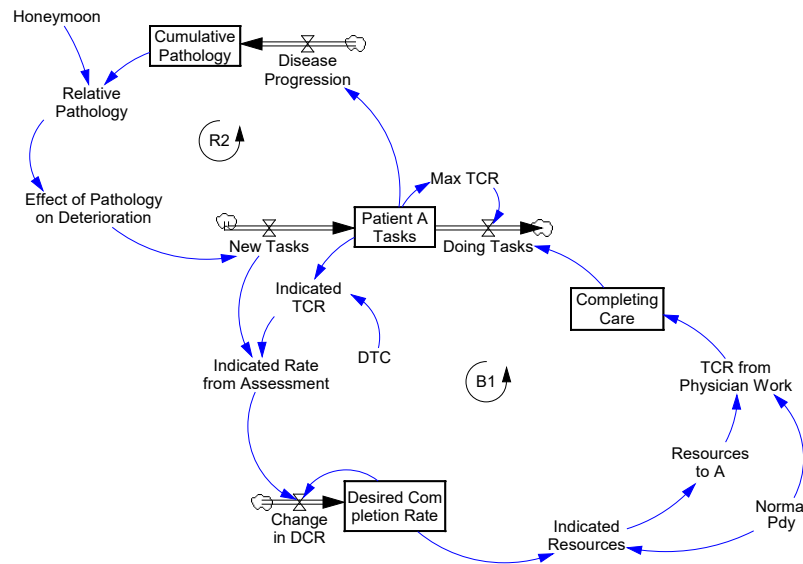 Honeymoon
Cumulative
Pathology
Disease
Progression
Relative
Pathology
R2
Effect of Pathology
on Deterioration
Max TCR
Patient A
Tasks
New Tasks
Doing Tasks
Indicated
TCR
Completing
Care
DTC
Indicated Rate
from Assessment
B1
TCR from
Physician Work
Resources
to A
Desired Com
pletion Rate
Change
in DCR
Indicated
Resources
Norma
Pdy